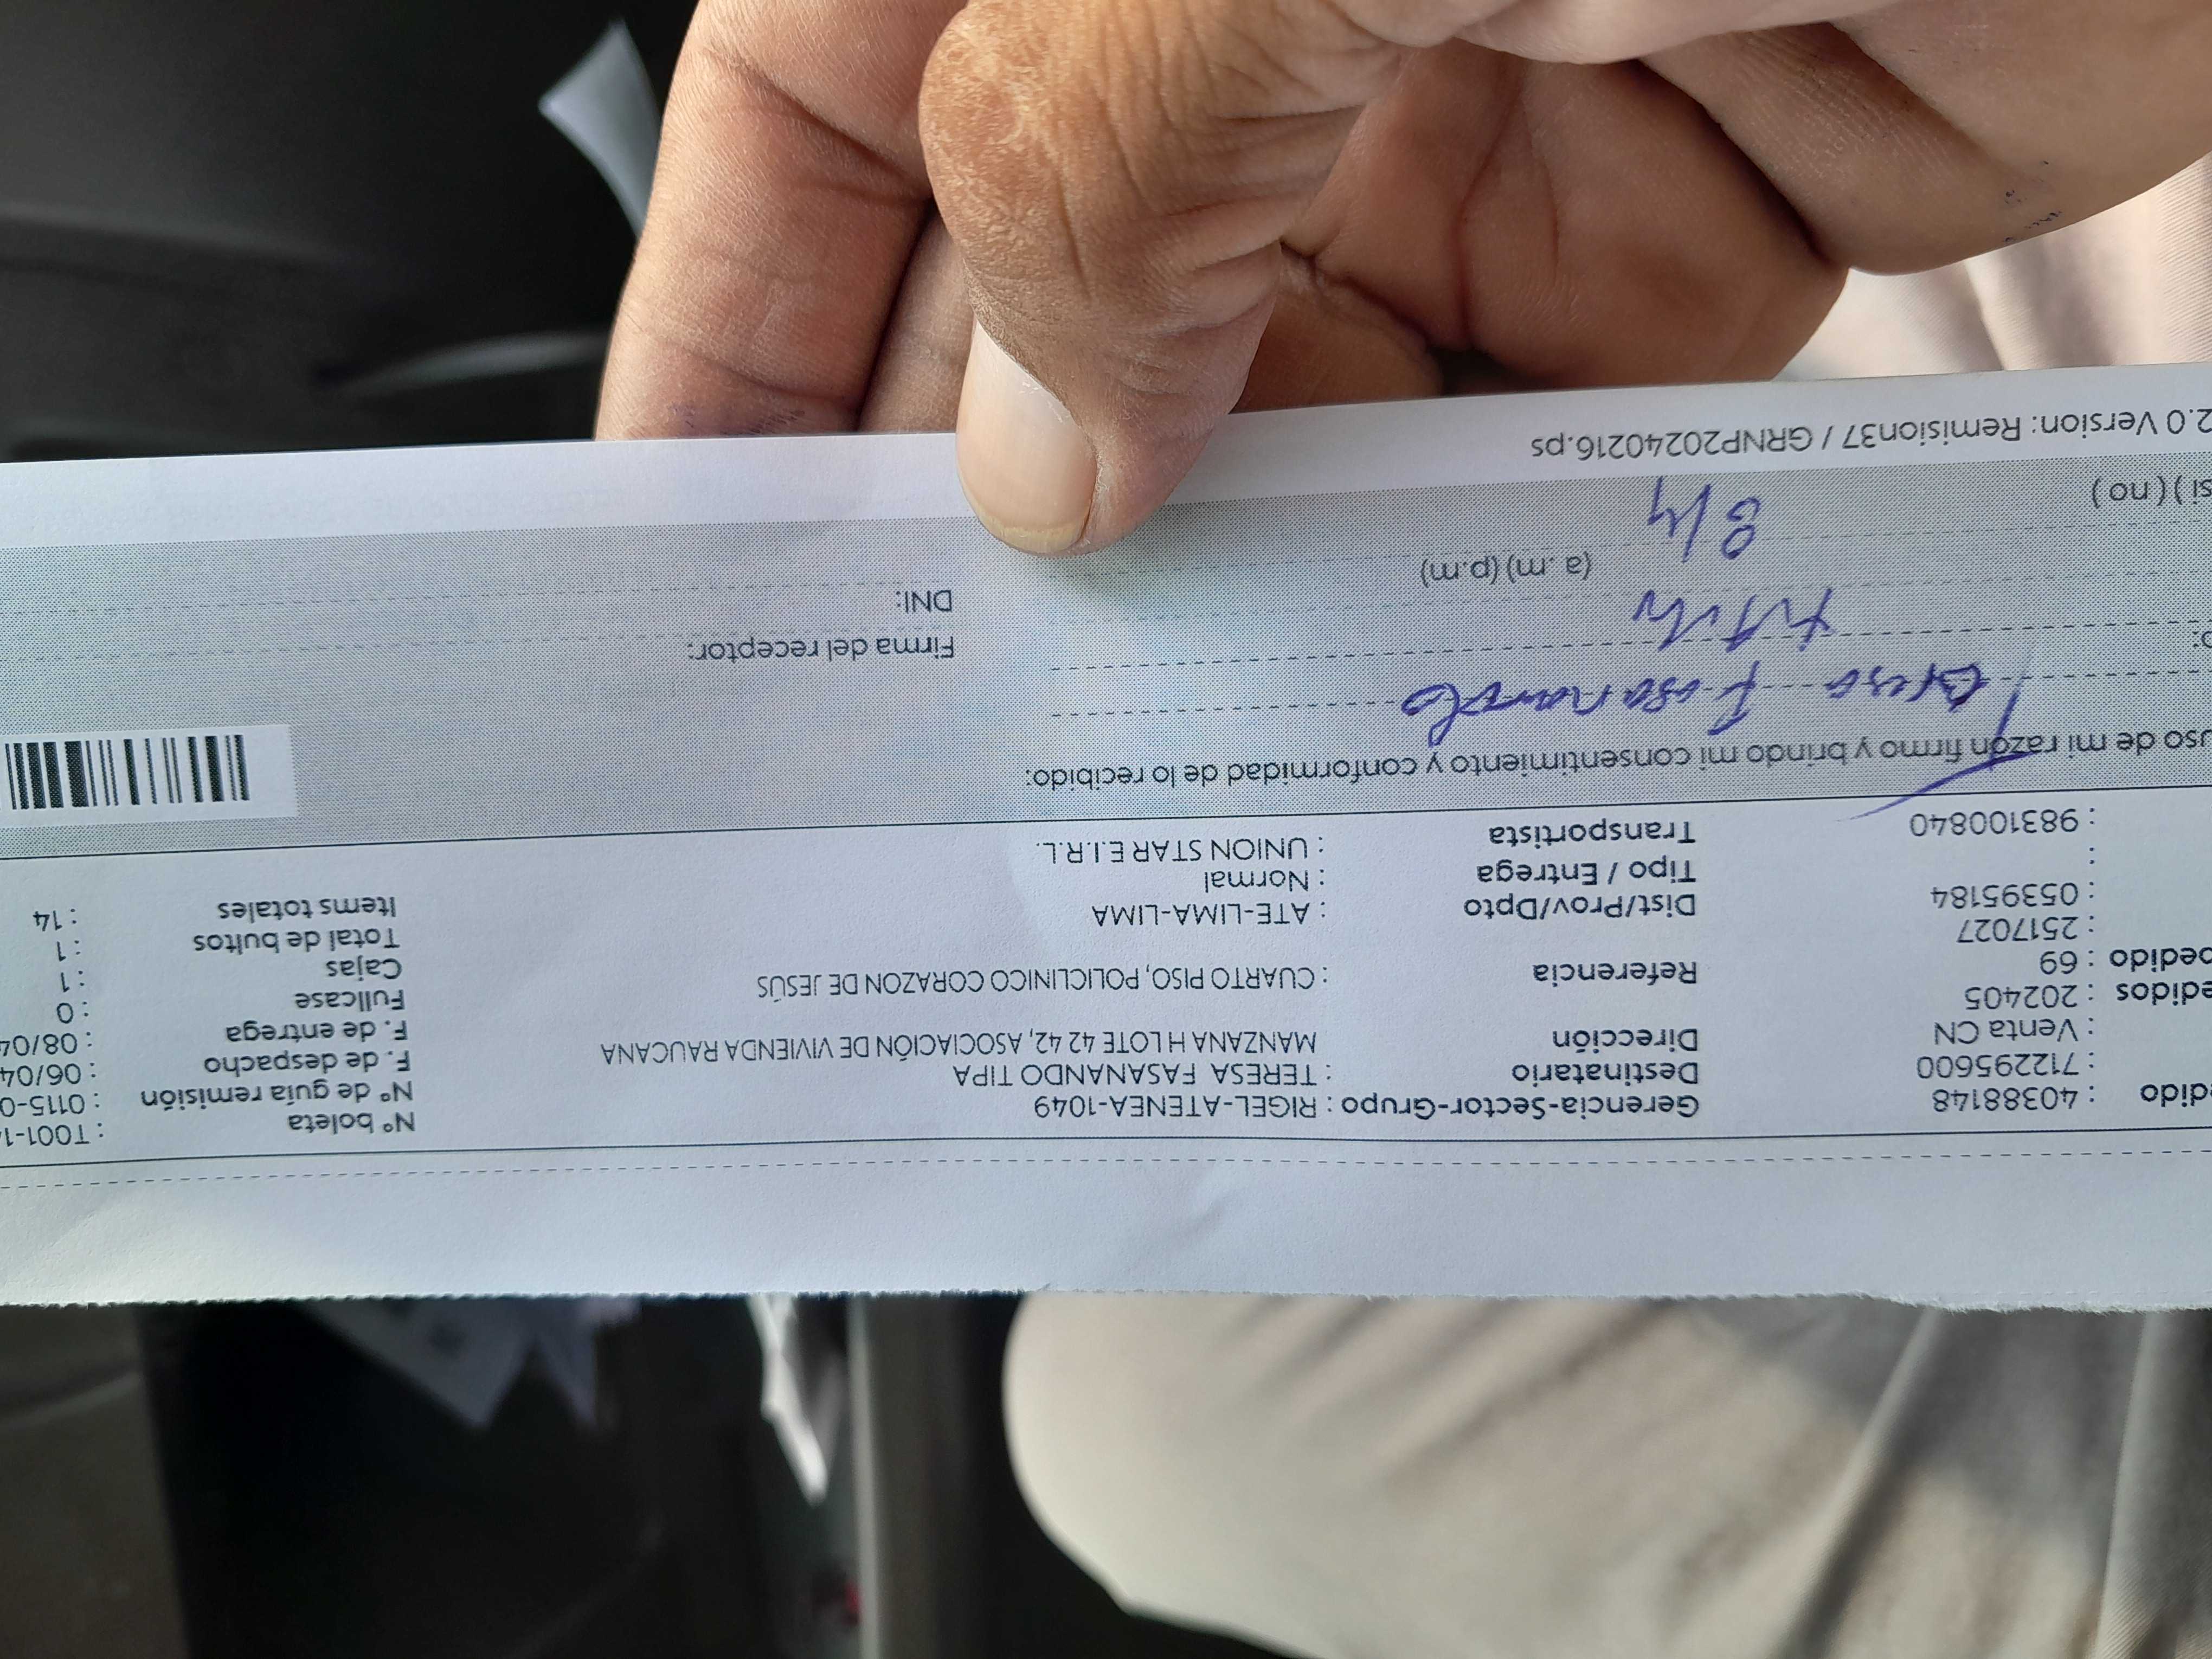 edido : 40388148 Gerencia-Sector-Grupo : RIGEL-ATENEA-1049 N° boleta : T001-1
: 712295600 Destinatario : TERESA FASANANDO TIPA N° de guía remisión : 0115-0
: Venta CN Dirección MANZANA H LOTE 42 42, ASOCIACIÓN DE VIVIENDA RAUCANA F. de despacho : 06/04
edidos : 202405 F. de entrega : 08/04
pedido : 69 Referencia : CUARTO PISO, POLICLINICO CORAZON DE JESÚS Fullcase : 0
: 2517027 Cajas : 1
: 05395184 Dist/Prov/Dpto : ATE-LIMA-LIMA Total de bultos : 1
: Tipo / Entrega : Normal Items totales : 14
: 983100840 Transportista : UNION STAR E.I.R.L.
uso de mi razón firmo y brindo mi consentimiento y conformidad de lo recibido:
Teresa Fasanando
Firma del receptor:
DNI:
(a. m) (p.m)
8/4
si ) ( no )
2.0 Version: Remision37 / GRNP20240216.ps